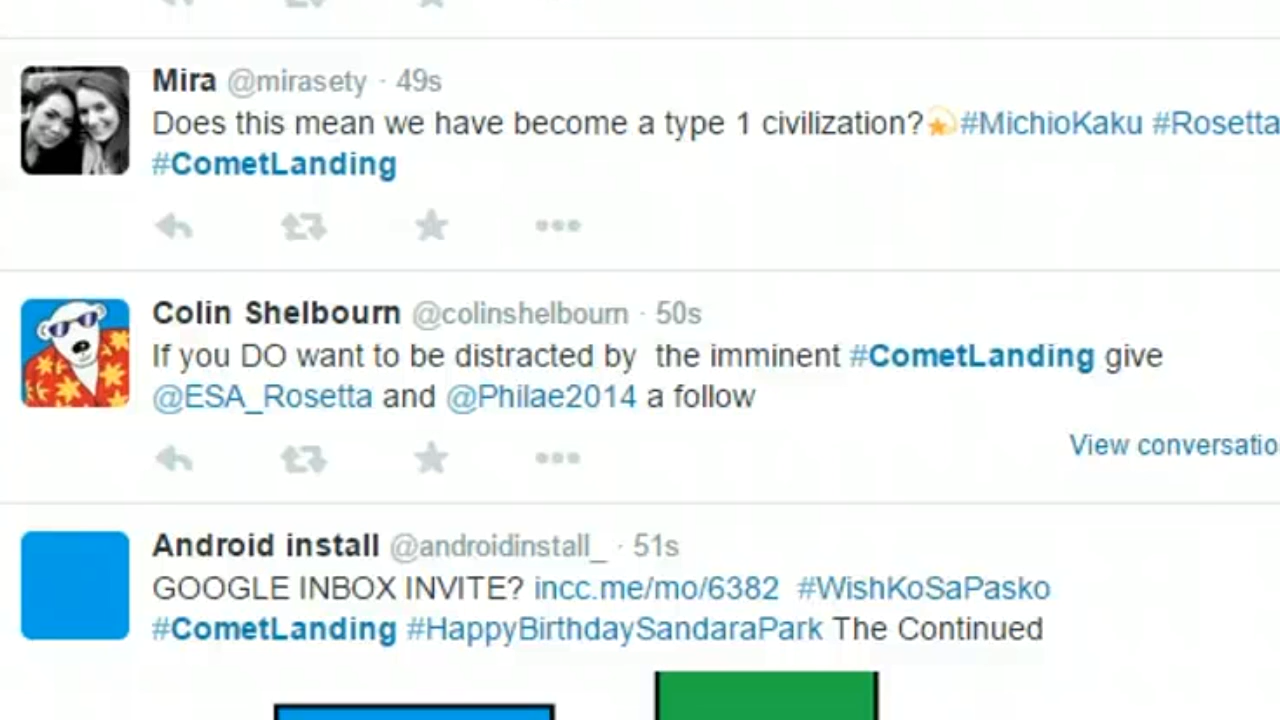 Mira @mirasety · 49s
Does this mean we have become a type 1 civilization?💫#MichioKaku #Rosetta
#CometLanding
Colin Shelbourn @colinshelbourn · 50s
If you DO want to be distracted by the imminent #CometLanding give
@ESA_Rosetta and @Philae2014 a follow
View conversatio
Android install @androidinstall_ · 51s
GOOGLE INBOX INVITE? incc.me/mo/6382 #WishKoSaPasko
#CometLanding #HappyBirthdaySandaraPark The Continued